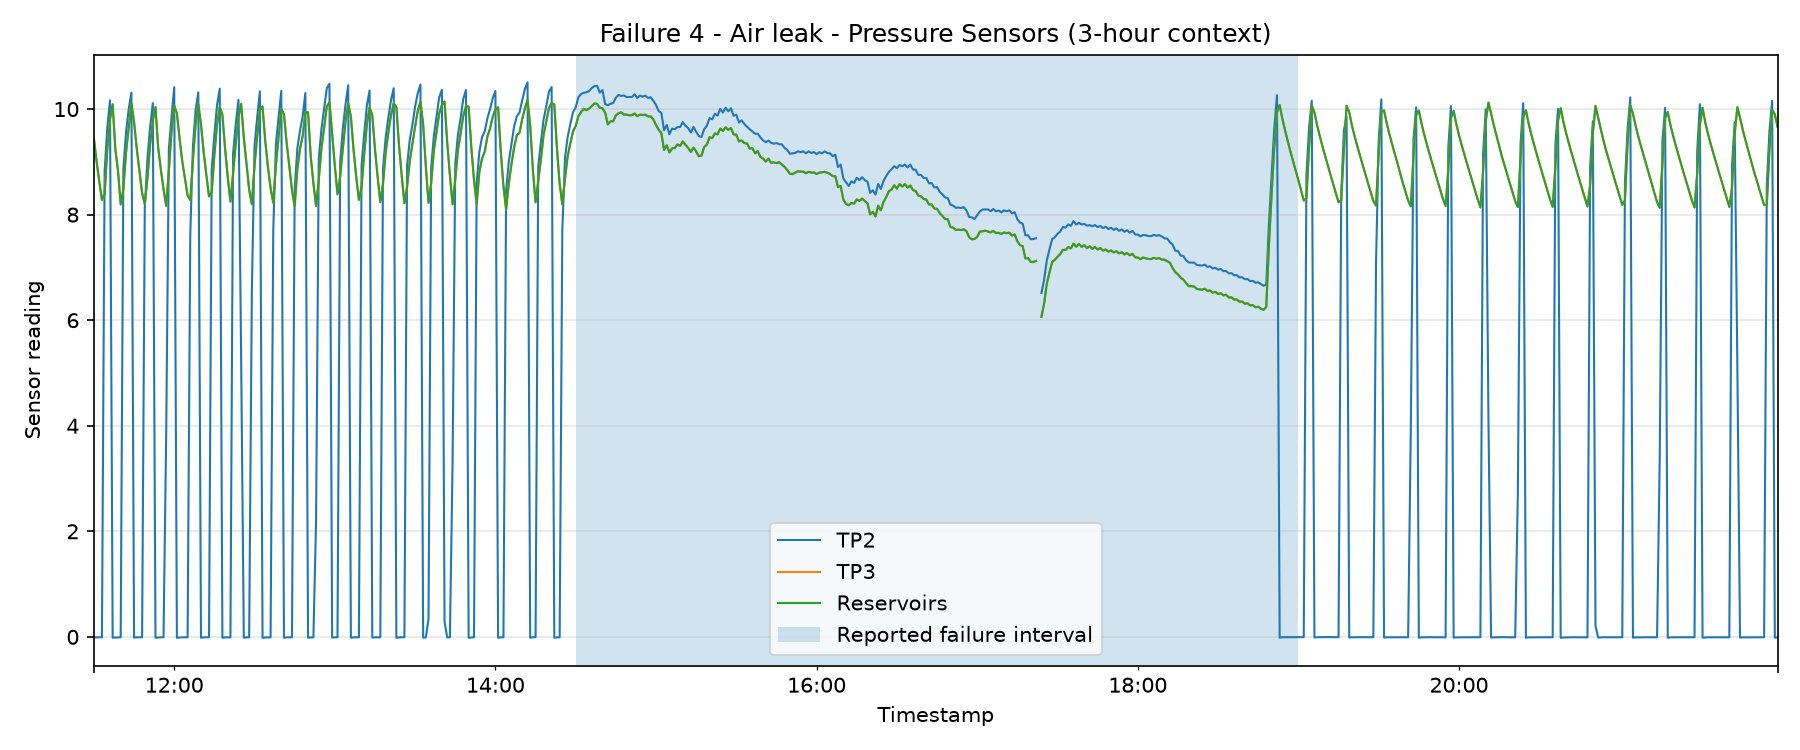 Failure 4 - Air leak - Pressure Sensors (3-hour context)
Sensor reading
10
8
6
4
2
0
TP2
TP3
Reservoirs
Reported failure interval
12:00
14:00
16:00
18:00
20:00
Timestamp